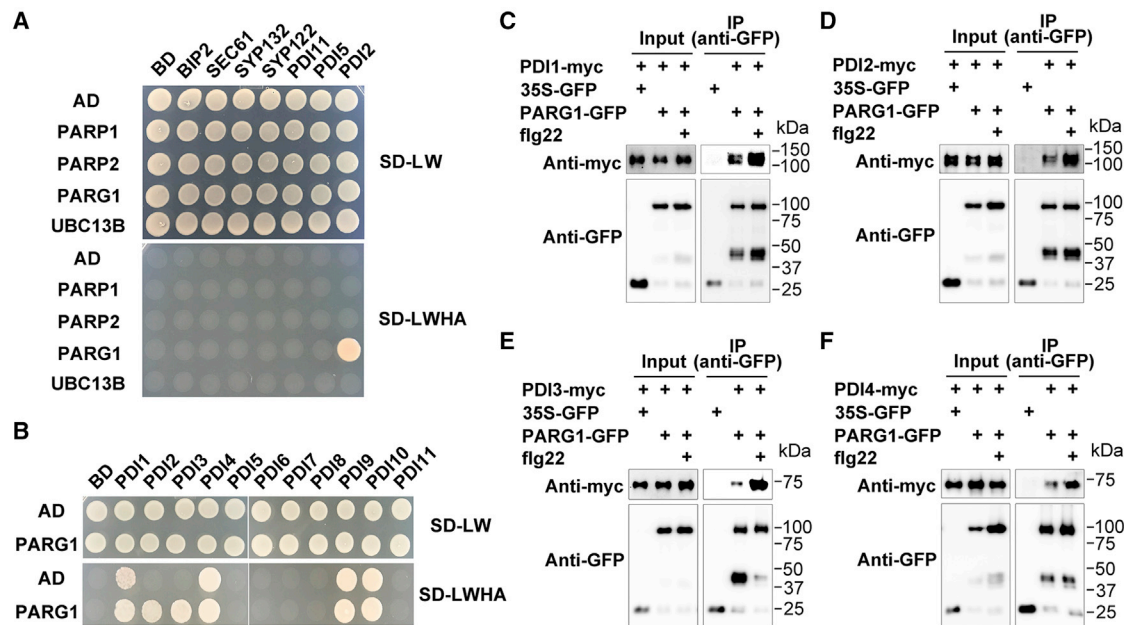 A
BD BIP2 SEC61 SYP132 SYP122 PDI11 PDI5 PDI2
AD
PARP1
PARP2
PARG1
UBC13B
SD-LW
AD
PARP1
PARP2
PARG1
UBC13B
SD-LWHA
B
BD PDI1 PDI2 PDI3 PDI4 PDI5 PDI6 PDI7 PDI8 PDI9 PDI10 PDI11
AD
PARG1
SD-LW
AD
PARG1
SD-LWHA
C
IP
Input (anti-GFP)
PDI1-myc + + + + +
35S-GFP + +
PARG1-GFP + + + +
flg22 + +
kDa
Anti-myc
-150
-100
Anti-GFP
-100
-75
-50
-37
-25
D
IP
Input (anti-GFP)
PDI2-myc + + + + +
35S-GFP + +
PARG1-GFP + + + +
flg22 + +
kDa
Anti-myc
-150
-100
Anti-GFP
-100
-75
-50
-37
-25
E
IP
Input (anti-GFP)
PDI3-myc + + + + +
35S-GFP + +
PARG1-GFP + + + +
flg22 + +
kDa
Anti-myc
-75
Anti-GFP
-100
-75
-50
-37
-25
F
IP
Input (anti-GFP)
PDI4-myc + + + + +
35S-GFP + +
PARG1-GFP + + + +
flg22 + +
kDa
Anti-myc
-75
Anti-GFP
-100
-75
-50
-37
-25